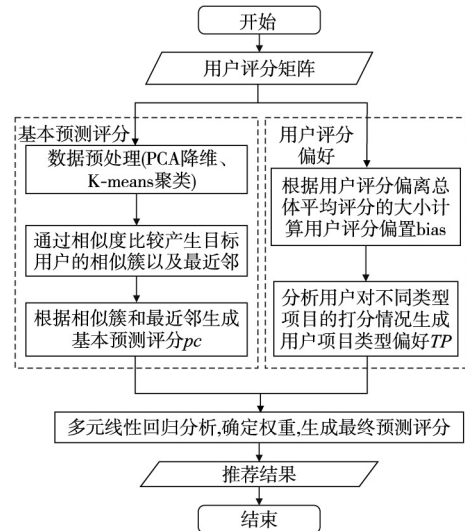 开始
用户评分矩阵
基本预测评分
数据预处理(PCA降维、
K-means聚类)
通过相似度比较产生目标
用户的相似簇以及最近邻
根据相似簇和最近邻生成
基本预测评分pc
用户评分
偏好
根据用户评分偏离总
体平均评分的大小计
算用户评分偏置bias
分析用户对不同类型
项目的打分情况生成
用户项目类型偏好TP
多元线性回归分析,确定权重,生成最终预测评分
推荐结果
结束